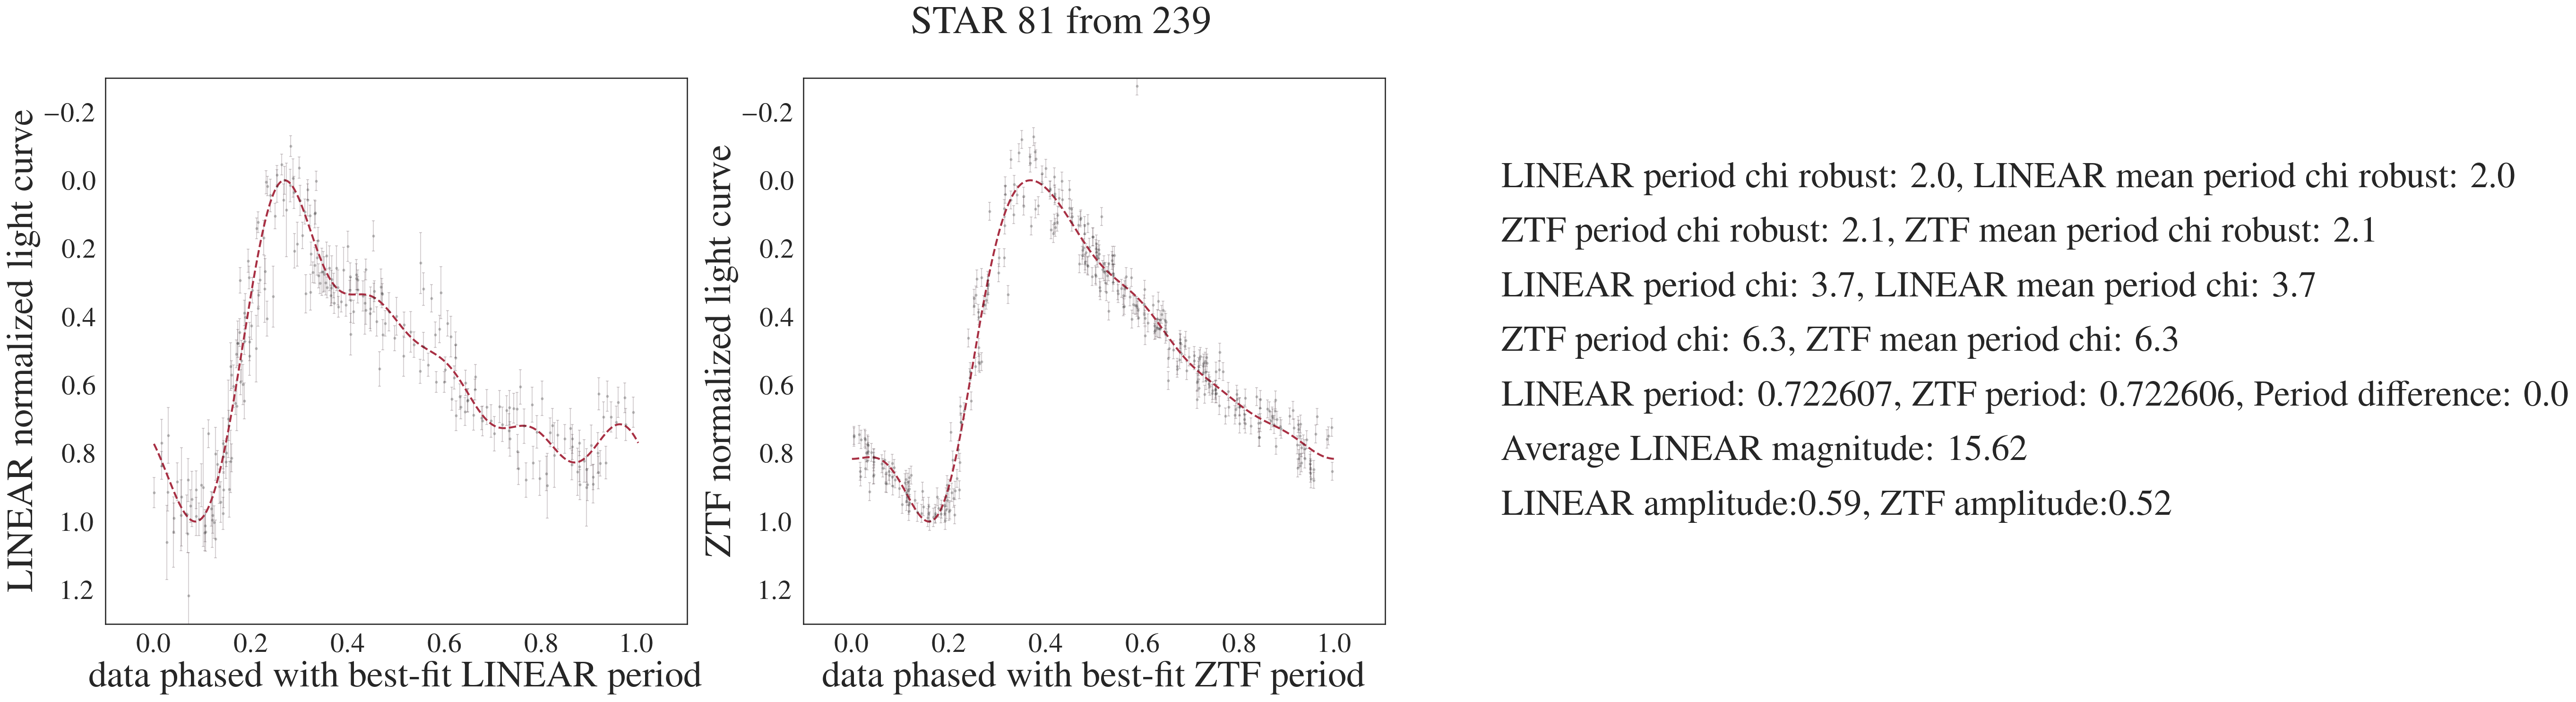 STAR 81 from 239
LINEAR normalized light curve
−0.2
0.0
0.2
0.4
0.6
0.8
1.0
1.2
0.0 0.2 0.4 0.6 0.8 1.0
data phased with best-fit LINEAR period
ZTF normalized light curve
−0.2
0.0
0.2
0.4
0.6
0.8
1.0
1.2
0.0 0.2 0.4 0.6 0.8 1.0
data phased with best-fit ZTF period
LINEAR period chi robust: 2.0, LINEAR mean period chi robust: 2.0
ZTF period chi robust: 2.1, ZTF mean period chi robust: 2.1
LINEAR period chi: 3.7, LINEAR mean period chi: 3.7
ZTF period chi: 6.3, ZTF mean period chi: 6.3
LINEAR period: 0.722607, ZTF period: 0.722606, Period difference: 0.0
Average LINEAR magnitude: 15.62
LINEAR amplitude:0.59, ZTF amplitude:0.52